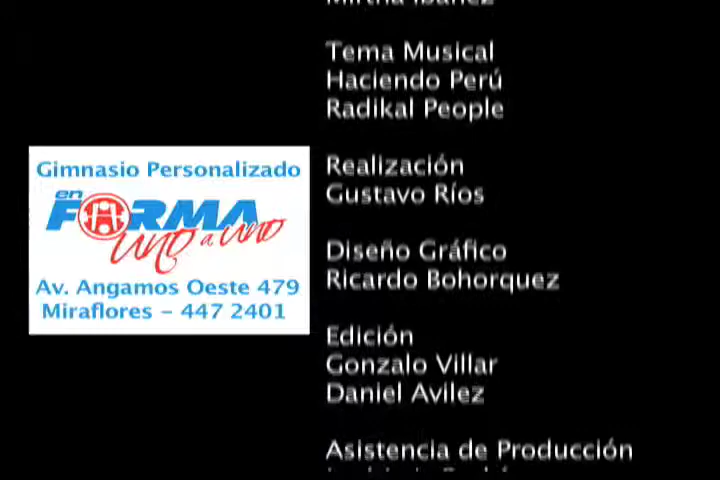 Gimnasio Personalizado
en
FORMA
uno a uno
Av. Angamos Oeste 479
Miraflores - 447 2401
Tema Musical
Haciendo Perú
Radikal People
Realización
Gustavo Ríos
Diseño Gráfico
Ricardo Bohorquez
Edición
Gonzalo Villar
Daniel Avilez
Asistencia de Producción